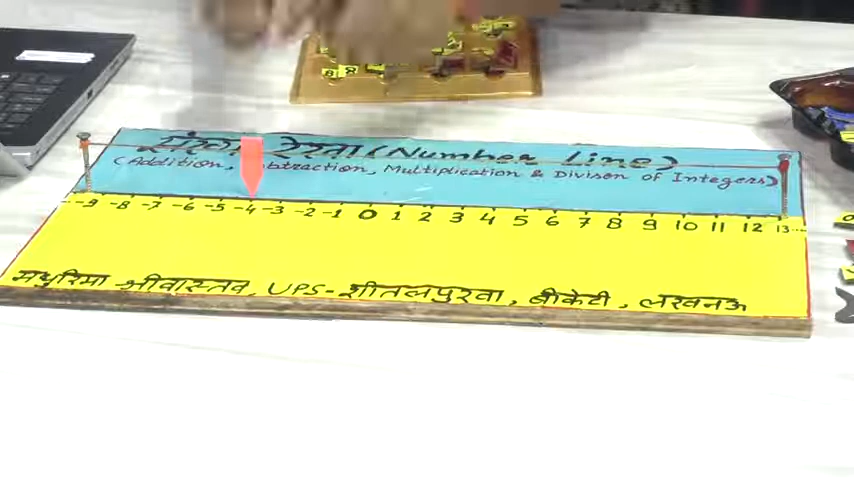 संख्या रेखा (Number line)
(Addition, Subtraction, Multiplication & Divison of Integers)
-9 -8 -7 -6 -5 -4 -3 -2 -1 0 1 2 3 4 5 6 7 8 9 10 11 12 13...
मधुरिमा श्रीवास्तव, UPS- शीतलपुरवा, बीकेटी, लखनऊ